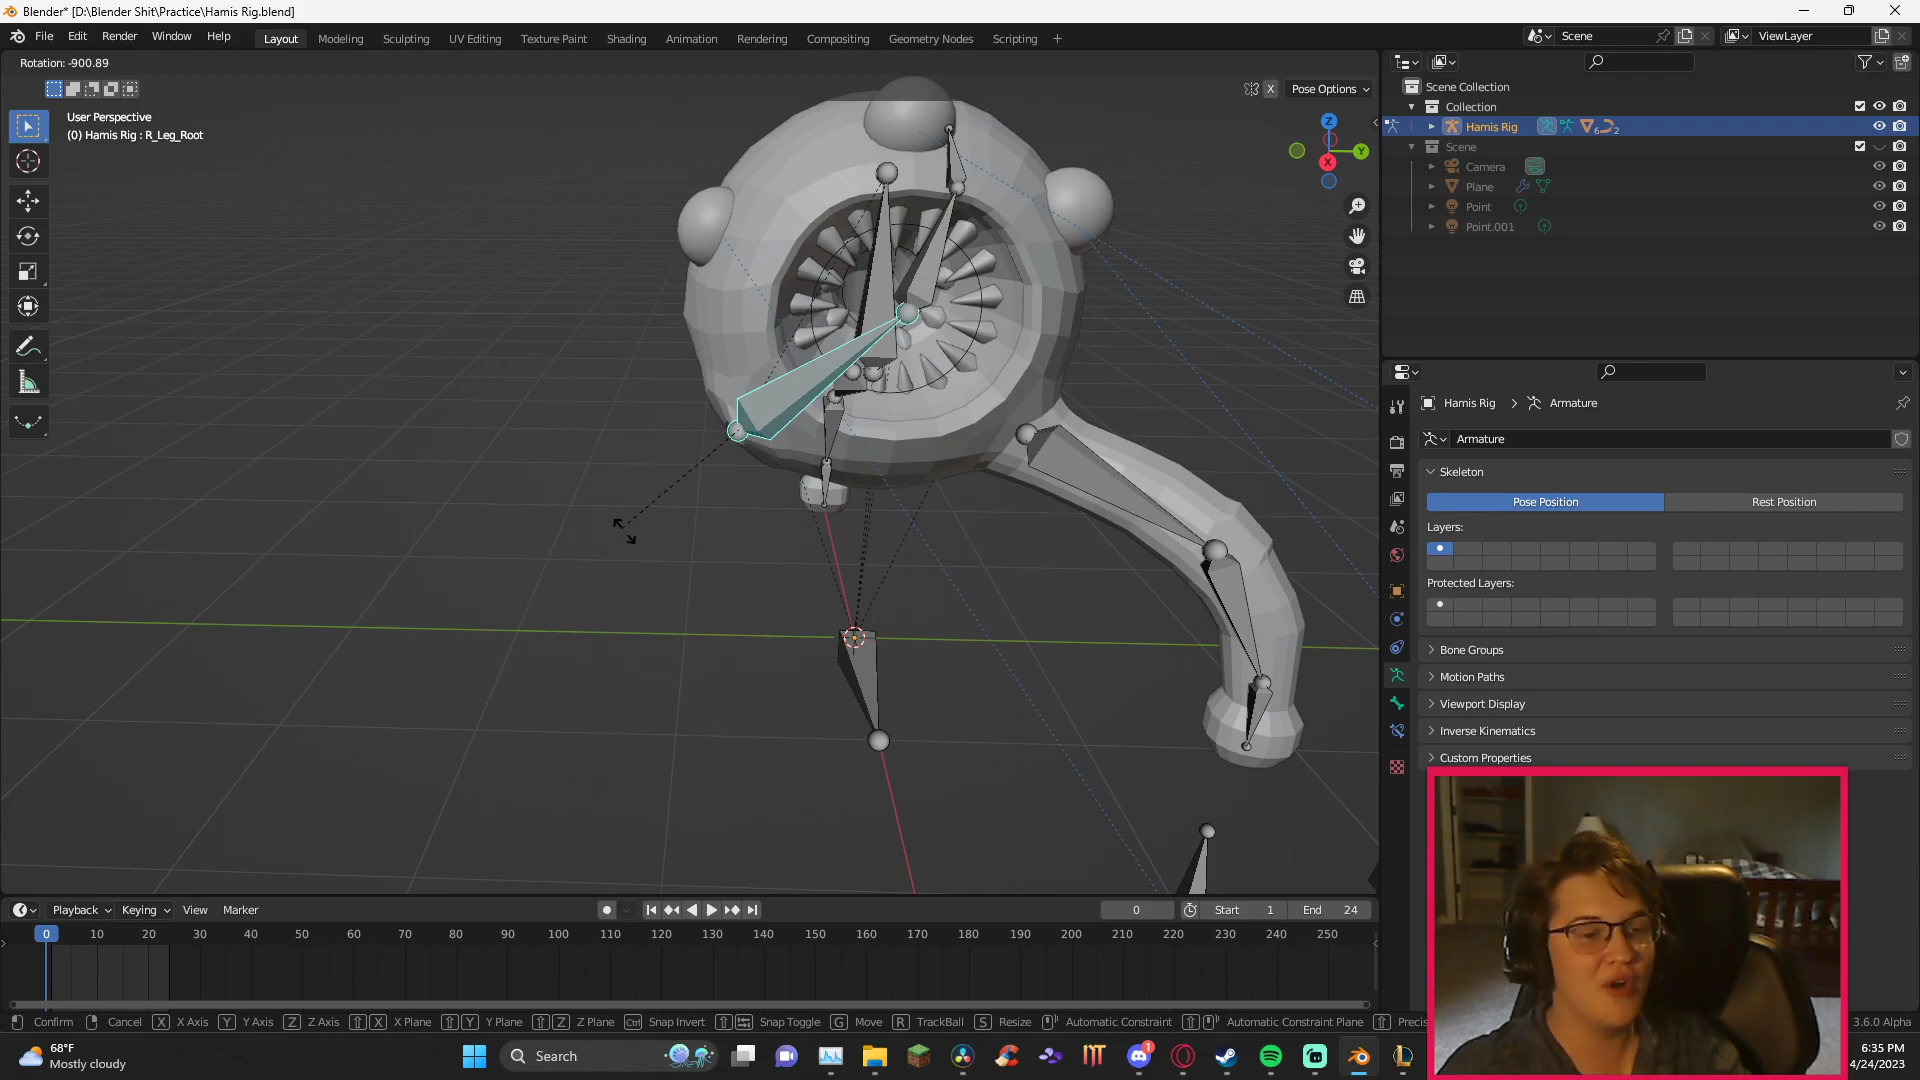 Blender* [D:\Blender Shit\Practice\Hamis Rig.blend]
File Edit Render Window Help Layout Modeling Sculpting UV Editing Texture Paint Shading Animation Rendering Compositing Geometry Nodes Scripting + Scene ViewLayer
Rotation: -900.89
X Pose Options
User Perspective
(0) Hamis Rig : R_Leg_Root
Z
Y
X
Scene Collection
Collection
Hamis Rig 6 2
Scene
Camera
Plane
Point
Point.001
Hamis Rig > Armature
Armature
Skeleton
Pose Position Rest Position
Layers:
Protected Layers:
Bone Groups
Motion Paths
Viewport Display
Inverse Kinematics
Custom Properties
Playback Keying View Marker 0 Start 1 End 24
0 10 20 30 40 50 60 70 80 90 100 110 120 130 140 150 160 170 180 190 200 210 220 230 240 250
Confirm Cancel X X Axis Y Y Axis Z Z Axis X X Plane Y Y Plane Z Z Plane Ctrl Snap Invert Snap Toggle G Move R TrackBall S Resize Automatic Constraint Automatic Constraint Plane Precis 3.6.0 Alpha
68°F
Mostly cloudy
Search
1
6:35 PM
4/24/2023